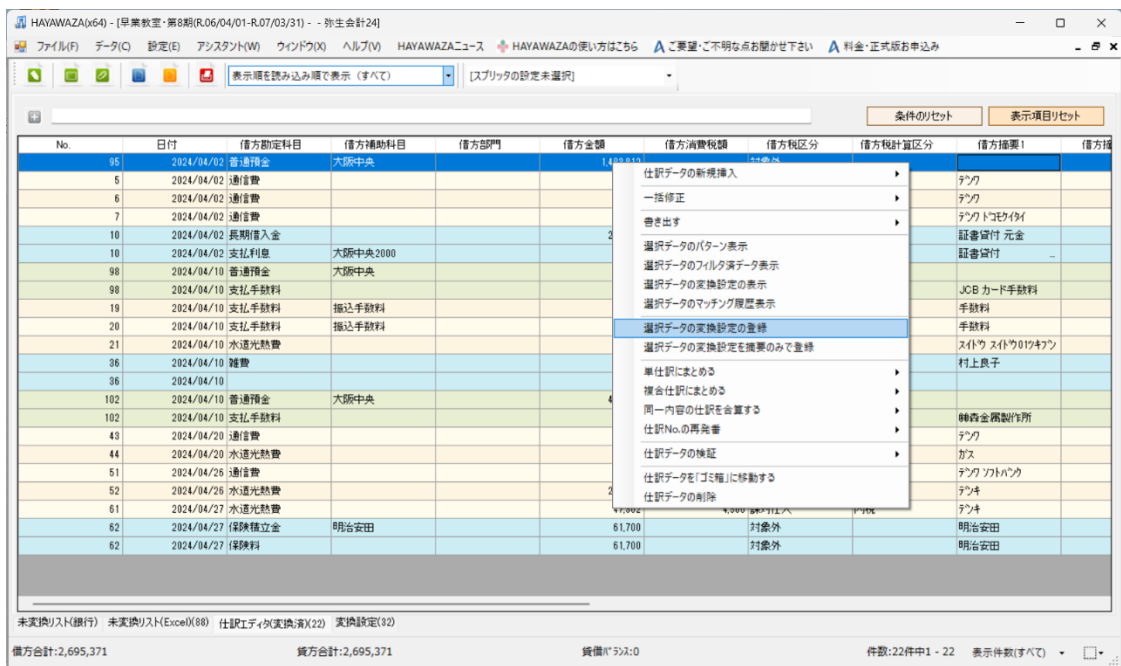 HAYAWAZA(x64) - [早業教室・第8期(R.06/04/01-R.07/03/31) - - 弥生会計24]
ファイル(F) データ(C) 設定(E) アシスタント(W) ウィンドウ(X) ヘルプ(V) HAYAWAZAニュース HAYAWAZAの使い方はこちら ご要望・ご不明な点お聞かせ下さい 料金・正式版お申込み
表示順を読み込み順で表示（すべて） [スプリッタの設定未選択]
条件のリセット 表示項目リセット
No. 日付 借方勘定科目 借方補助科目 借方部門 借方金額 借方消費税額 借方税区分 借方税計算区分 借方摘要1 借方摘
95 2024/04/02 普通預金 大阪中央
5 2024/04/02 通信費 ﾃﾞﾝﾜ
6 2024/04/02 通信費 ﾃﾞﾝﾜ
7 2024/04/02 通信費 ﾃﾞﾝﾜ ﾄﾞｺﾓｹｲﾀｲ
10 2024/04/02 長期借入金 2 証書貸付 元金
10 2024/04/02 支払利息 大阪中央2000 証書貸付 ..
98 2024/04/10 普通預金 大阪中央
98 2024/04/10 支払手数料 JCB カード手数料
19 2024/04/10 支払手数料 振込手数料 手数料
20 2024/04/10 支払手数料 振込手数料 手数料
21 2024/04/10 水道光熱費 ｽｲﾄﾞｳ ｽｲﾄﾞｳ01ﾂｷﾌﾞﾝ
36 2024/04/10 雑費 村上良子
36 2024/04/10
102 2024/04/10 普通預金 大阪中央 4
102 2024/04/10 支払手数料 ㈱森金属製作所
43 2024/04/20 通信費 ﾃﾞﾝﾜ
44 2024/04/20 水道光熱費 ｶﾞｽ
51 2024/04/26 通信費 ﾃﾞﾝﾜ ｿﾌﾄﾊﾞﾝｸ
52 2024/04/26 水道光熱費 2 ﾃﾞﾝｷ
61 2024/04/27 水道光熱費 ﾃﾞﾝｷ
62 2024/04/27 保険積立金 明治安田 61,700 対象外 明治安田
62 2024/04/27 保険料 61,700 対象外 明治安田
仕訳データの新規挿入
一括修正
書き出す
選択データのパターン表示
選択データのフィルタ済データ表示
選択データの変換設定の表示
選択データのマッチング履歴表示
選択データの変換設定の登録
選択データの変換設定を摘要のみで登録
単仕訳にまとめる
複合仕訳にまとめる
同一内容の仕訳を合算する
仕訳No.の再発番
仕訳データの検証
仕訳データを「ゴミ箱」に移動する
仕訳データの削除
未変換リスト(銀行) 未変換リスト(Excel)(88) 仕訳エディタ(変換済)(22) 変換設定(32)
借方合計:2,695,371 貸方合計:2,695,371 貸借ﾊﾞﾗﾝｽ:0 件数:22件中1 - 22 表示件数(すべて)